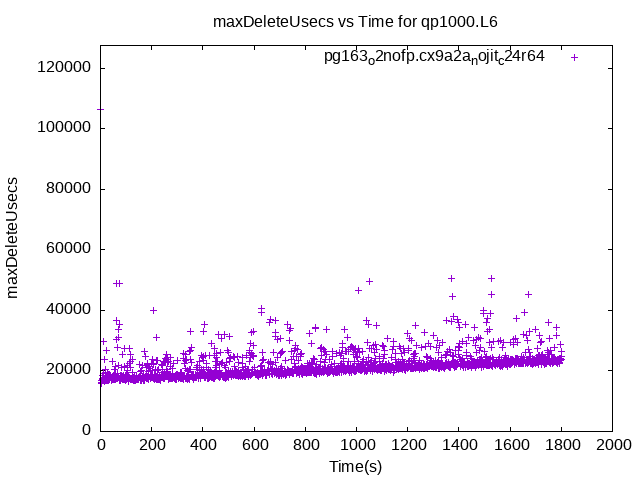 maxDeleteUsecs vs Time for qp1000.L6
pg163o2nofp.cx9a2anojitc24r64
120000
100000
80000
60000
40000
20000
0
maxDeleteUsecs
0 200 400 600 800 1000 1200 1400 1600 1800 2000
Time(s)